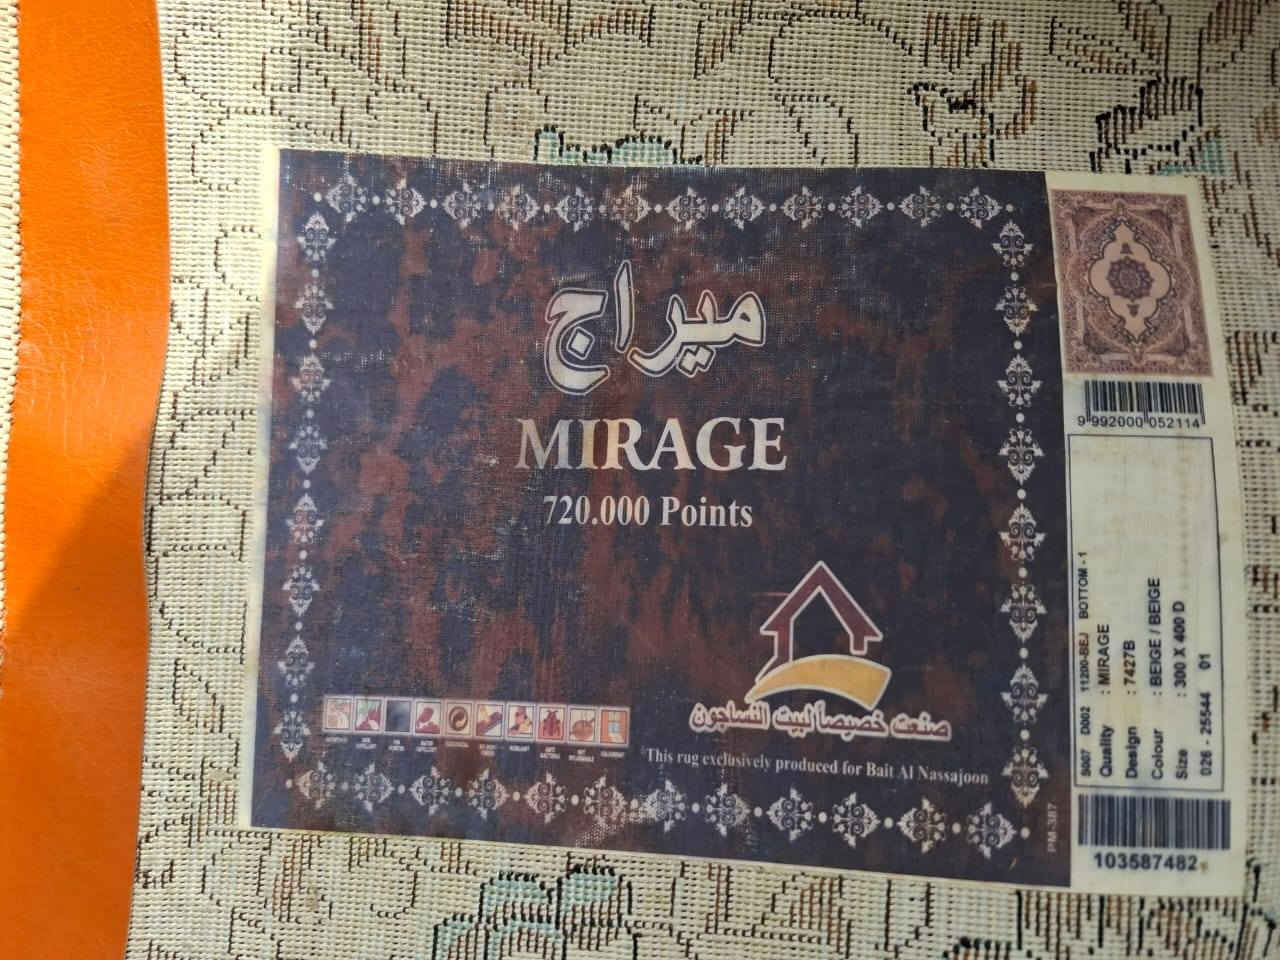 ميراج
MIRAGE
720.000 Points
صنعت خصيصاً لبيت النساجون
This rug exclusively produced for Bait Al Nassajoon
9 992000 052114
S007 D002 11200-BEJ BOTTOM - 1
Quality : MIRAGE
Design : 7427B
Colour : BEIGE / BEIGE
Size : 300 X 400 D
026 - 25544 01
103587482